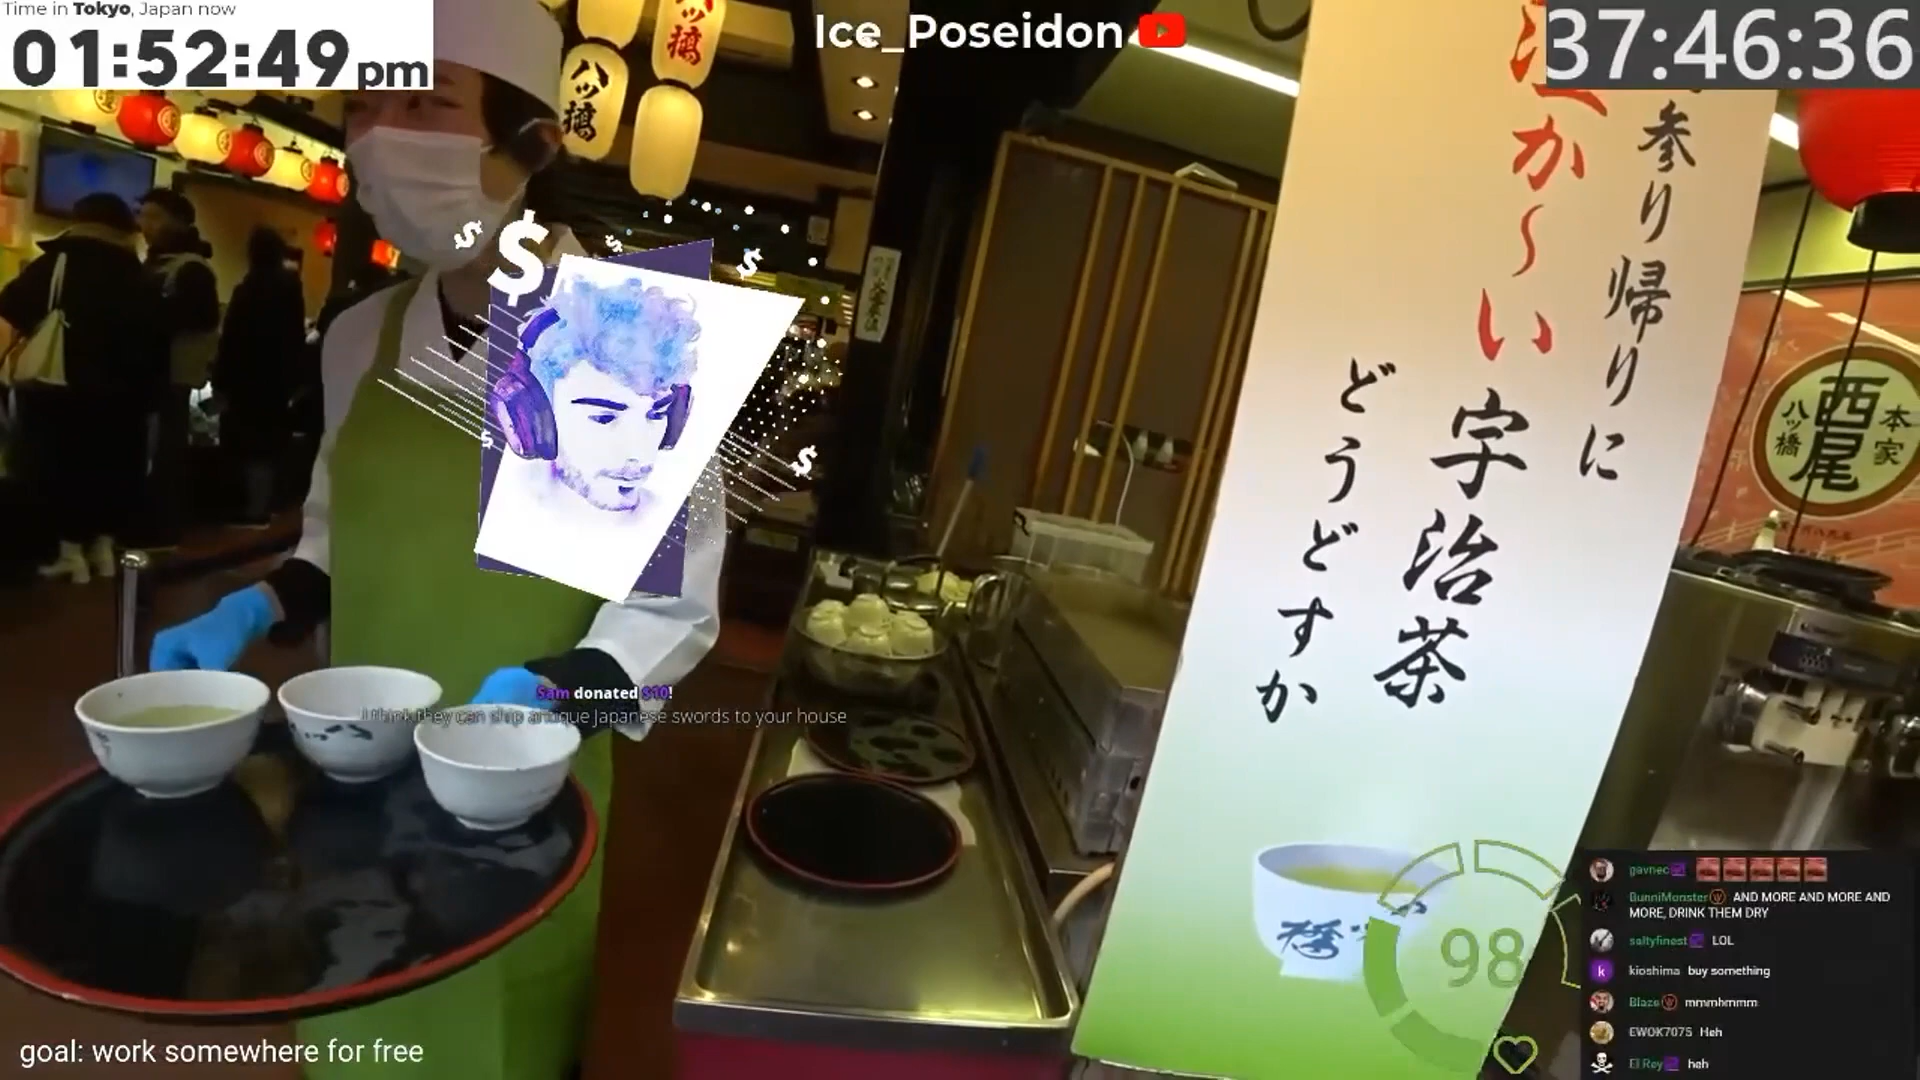 Time in Tokyo, Japan now
01:52:49 pm
Ice_Poseidon
37:46:36
八ッ橋
八ッ橋
参り帰りに
か〜い宇治茶
どうどすか
本家
西尾
八ッ橋
Sam donated $10!
I think they can ship antique Japanese swords to your house
98
gavnec
BunniMonster AND MORE AND MORE AND
MORE, DRINK THEM DRY
saltyfinest LOL
kioshima buy something
Blaze mmmhmmm
EWOK7075 Heh
El Rey heh
goal: work somewhere for free